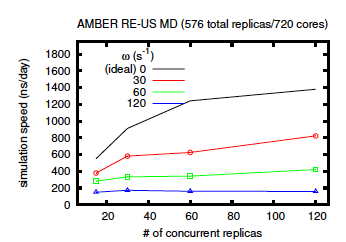 AMBER RE-US MD (576 total replicas/720 cores)
simulation speed (ns/day)
1800
1600
1400
1200
1000
800
600
400
200
0
ω (s⁻¹)
(ideal) 0
30
60
120
20 40 60 80 100 120
# of concurrent replicas